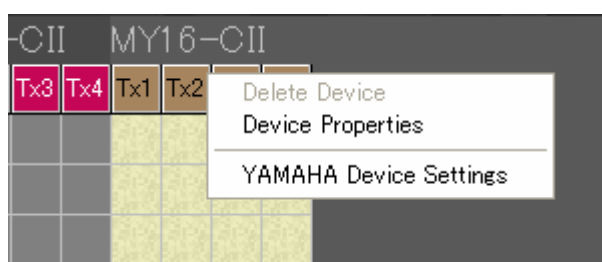 -CII MY16-CII
Tx3 Tx4 Tx1 Tx2
Delete Device
Device Properties
YAMAHA Device Settings